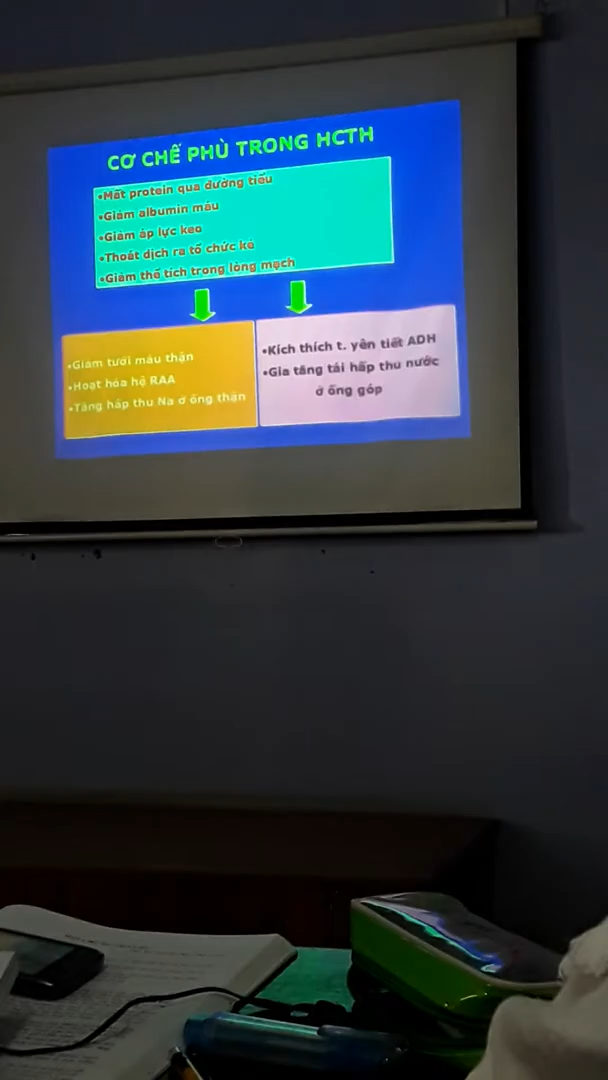 CƠ CHẾ PHÙ TRONG HCTH
•Mất protein qua đường tiểu
•Giảm albumin máu
•Giảm áp lực keo
•Thoát dịch ra tổ chức kẽ
•Giảm thể tích trong lòng mạch
•Giảm tưới máu thận
•Hoạt hóa hệ RAA
•Tăng hấp thu Na ở ống thận
•Kích thích t. yên tiết ADH
•Gia tăng tái hấp thu nước
ở ống góp